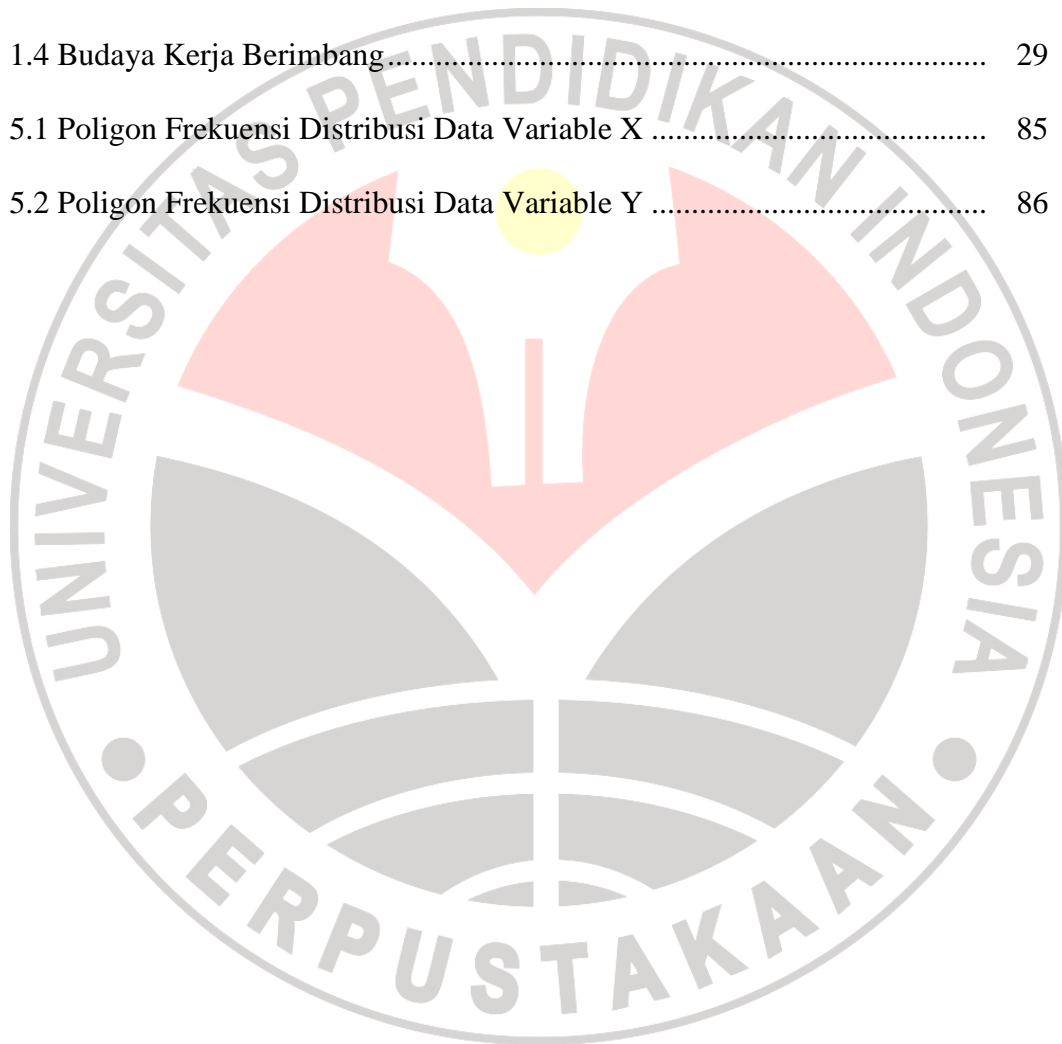 1.4 Budaya Kerja Berimbang.......................................................................... 29
5.1 Poligon Frekuensi Distribusi Data Variable X ......................................... 85
5.2 Poligon Frekuensi Distribusi Data Variable Y ......................................... 86
UNIVERSITAS PENDIDIKAN INDONESIA
PERPUSTAKAAN